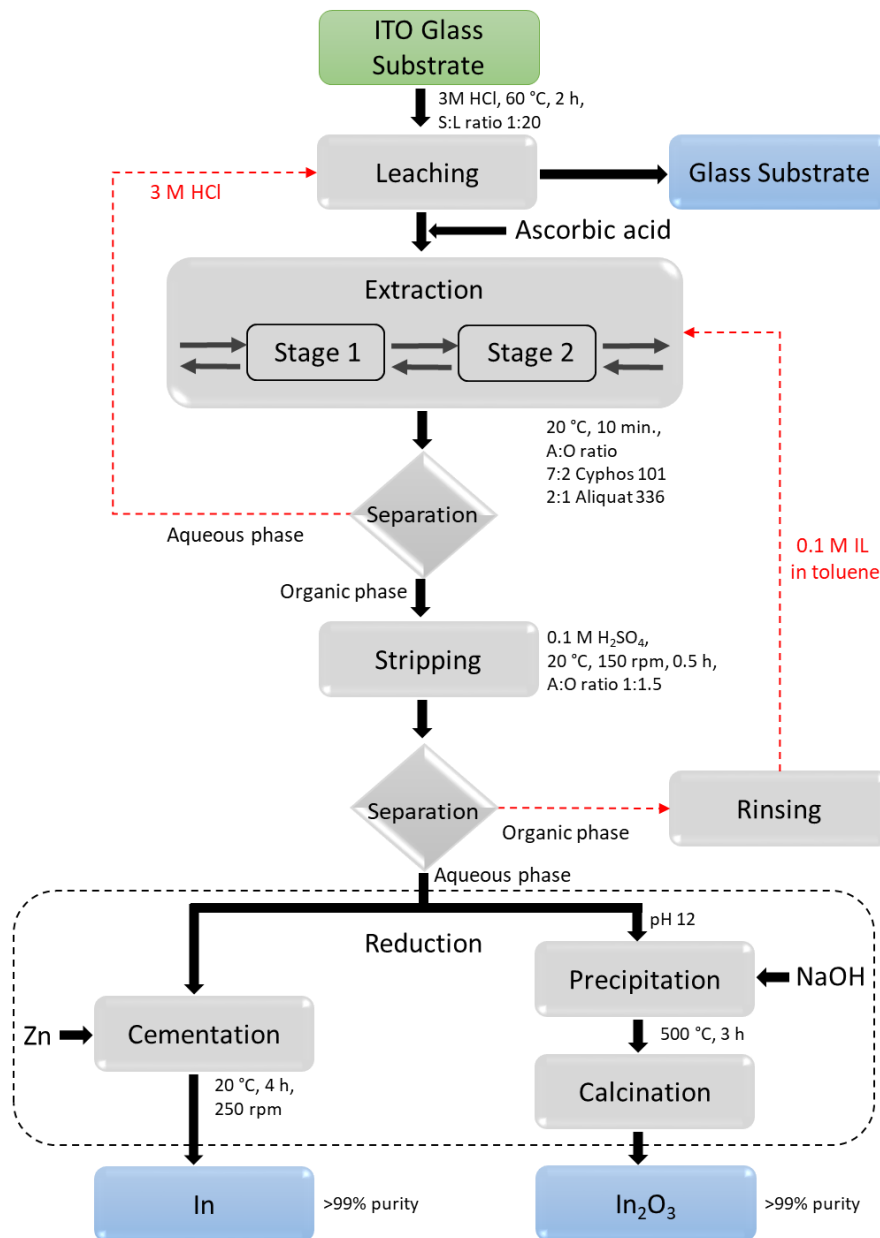 ITO Glass
Substrate
3M HCl, 60 °C, 2 h,
S:L ratio 1:20
Leaching
Glass Substrate
3 M HCl
Ascorbic acid
Extraction
Stage 1
Stage 2
20 °C, 10 min.,
A:O ratio
7:2 Cyphos 101
2:1 Aliquat 336
Separation
Aqueous phase
0.1 M IL
in toluene
Organic phase
Stripping
0.1 M H₂SO₄,
20 °C, 150 rpm, 0.5 h,
A:O ratio 1:1.5
Separation
Organic phase
Rinsing
Aqueous phase
Reduction
pH 12
Precipitation
NaOH
Zn
Cementation
500 °C, 3 h
20 °C, 4 h,
250 rpm
Calcination
In
>99% purity
In₂O₃
>99% purity